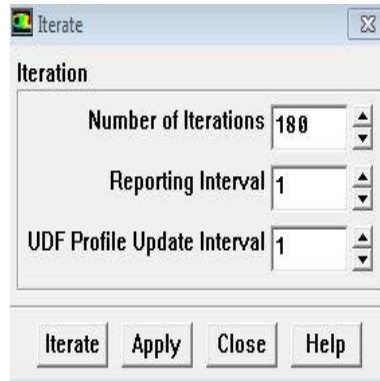 Iterate
Iteration
Number of Iterations 180
Reporting Interval 1
UDF Profile Update Interval 1
Iterate Apply Close Help